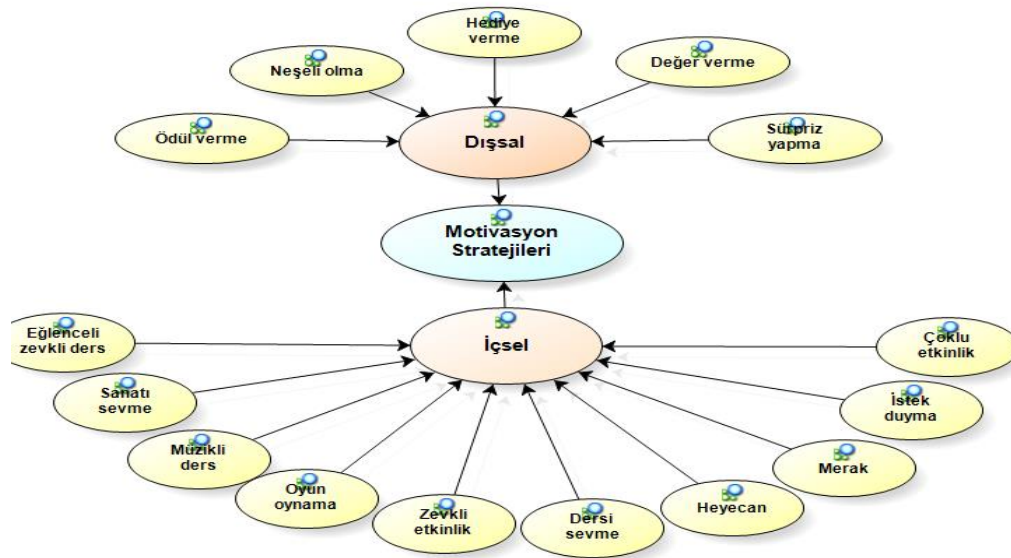 Hediye
verme
Neşeli olma
Değer verme
Ödül verme
Sürpriz
yapma
Dışsal
Motivasyon
Stratejileri
İçsel
Eğlenceli
zevkli ders
Çoklu
etkinlik
Sanatı
sevme
İstek
duyma
Müzikli
ders
Merak
Oyun
oynama
Heyecan
Zevkli
etkinlik
Dersi
sevme